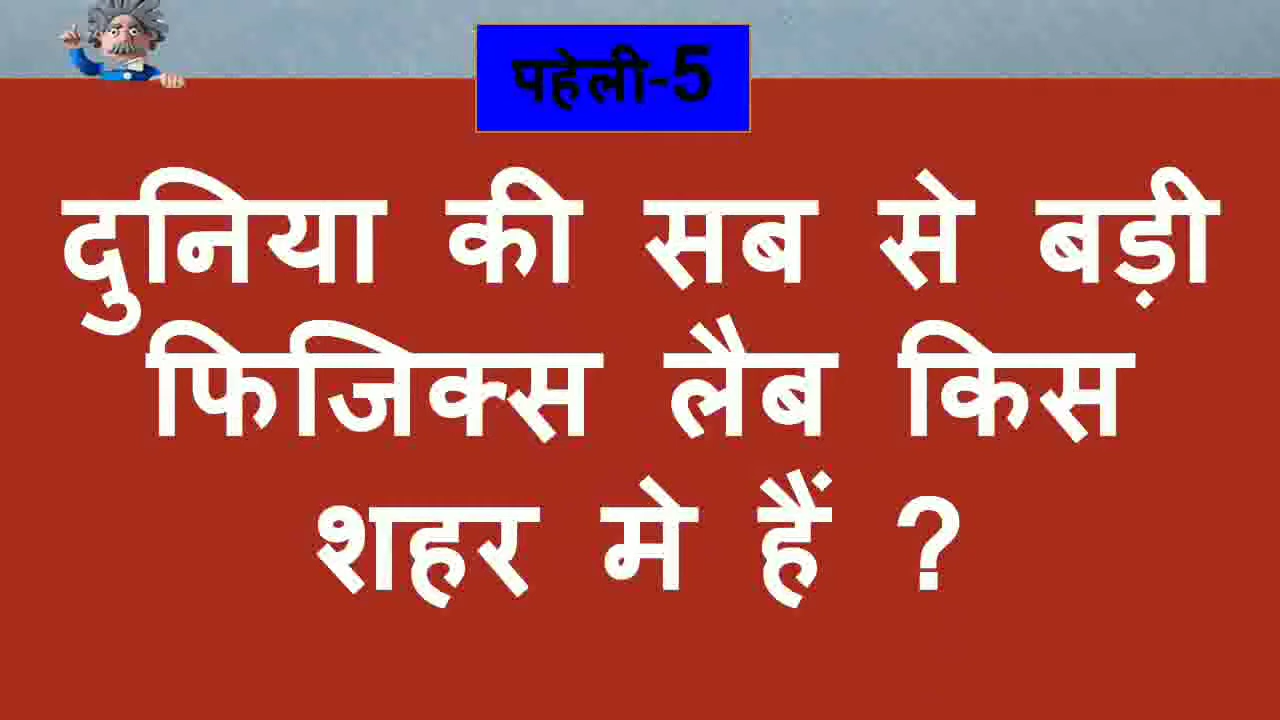 पहेली-5
दुनिया की सब से बड़ी
फिजिक्स लैब किस
शहर मे हैं ?